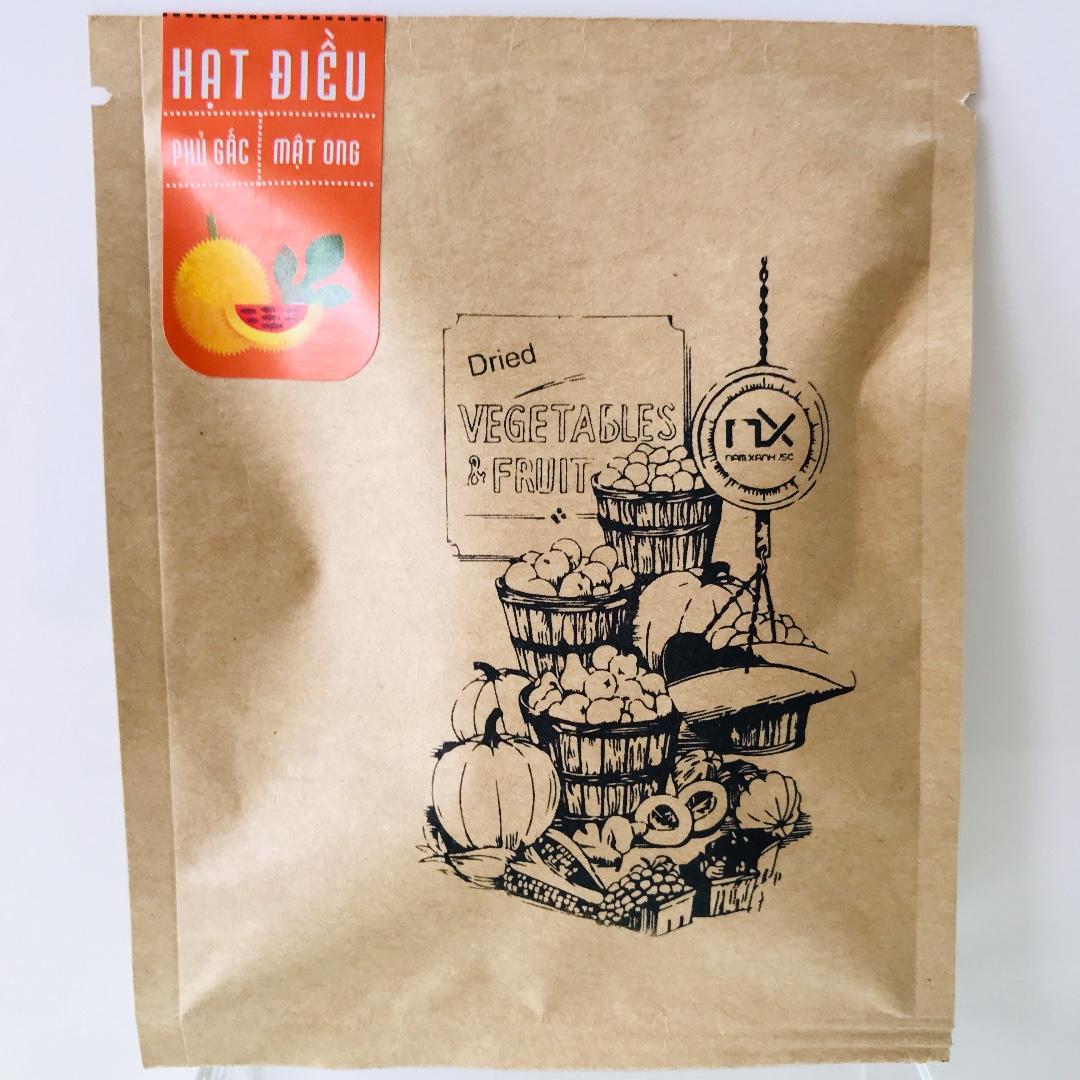 HẠT ĐIỀU
PHỦ GẤC MẬT ONG
Dried
VEGETABLES
& FRUIT
nX
NAM XANH JSC